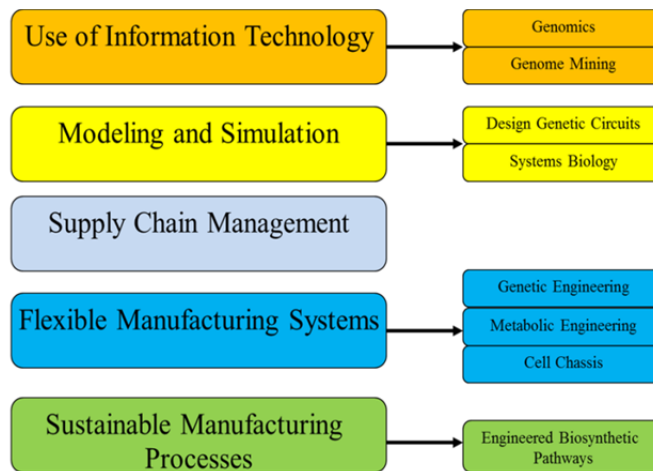 Use of Information Technology
Genomics
Genome Mining
Modeling and Simulation
Design Genetic Circuits
Systems Biology
Supply Chain Management
Flexible Manufacturing Systems
Genetic Engineering
Metabolic Engineering
Cell Chassis
Sustainable Manufacturing
Processes
Engineered Biosynthetic
Pathways